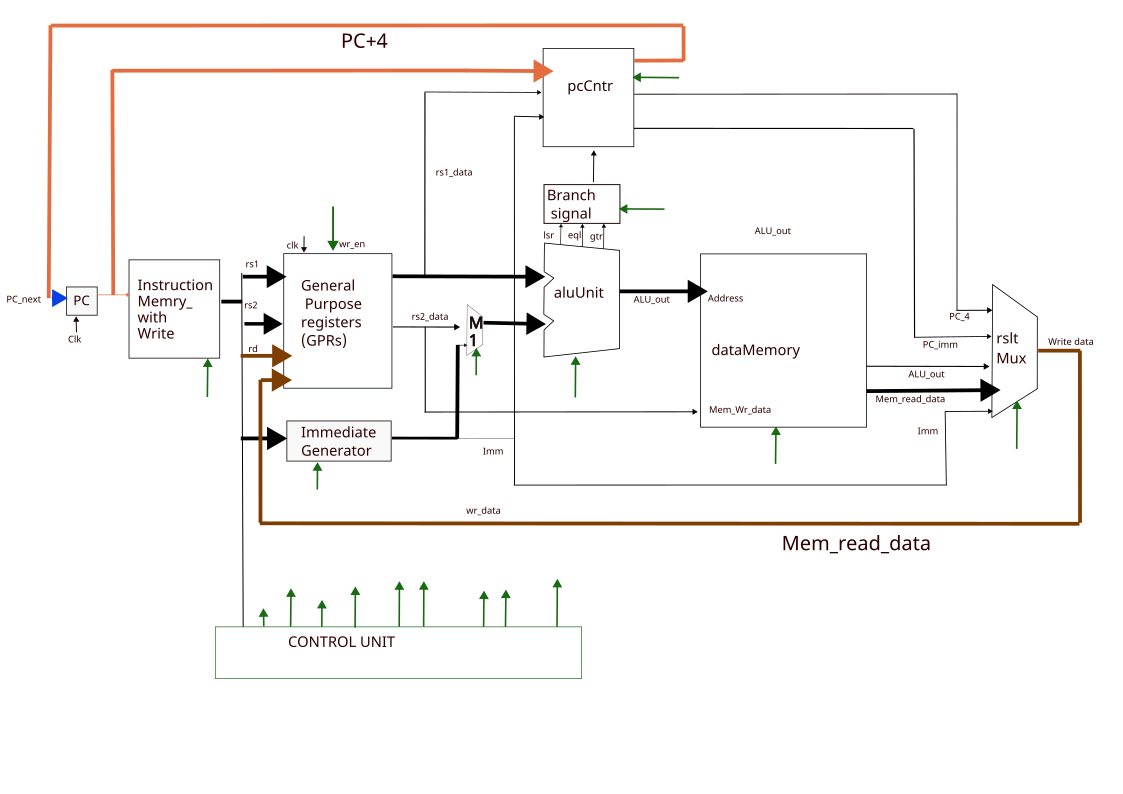 PC+4
pcCntr
rs1_data
Branch
signal
lsr
eql
gtr
ALU_out
clk
wr_en
rs1
General
Purpose
registers
(GPRs)
Instruction
Memry_
with
Write
PC_next
PC
Clk
rs2
rd
rs2_data
M
1
aluUnit
ALU_out
Address
dataMemory
Mem_Wr_data
PC_4
PC_imm
rslt
Mux
Write data
ALU_out
Mem_read_data
Imm
Immediate
Generator
Imm
wr_data
Mem_read_data
CONTROL UNIT